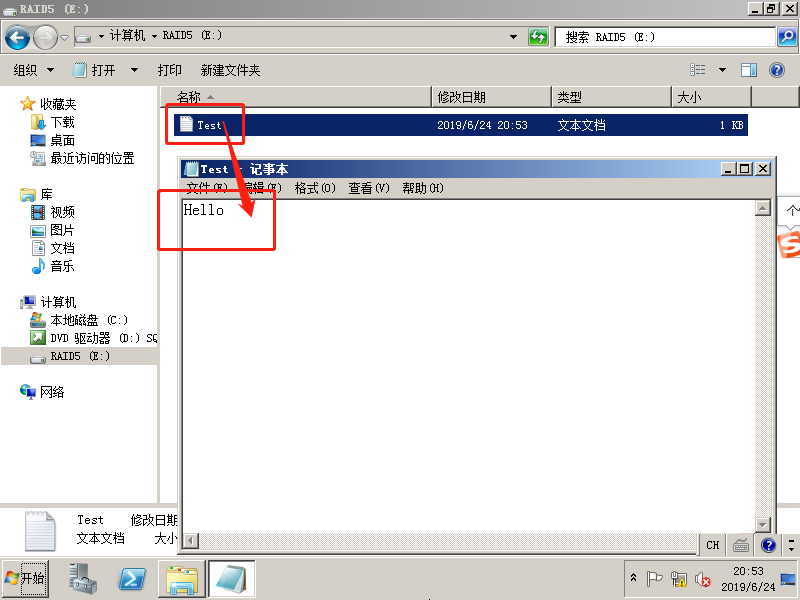 RAID5 (E:)
计算机 RAID5 (E:)
搜索 RAID5 (E:)
组织 打开 打印 新建文件夹
名称 修改日期 类型 大小
Test 2019/6/24 20:53 文本文档 1 KB
收藏夹
下载
桌面
最近访问的位置
库
视频
图片
文档
音乐
计算机
本地磁盘 (C:)
DVD 驱动器 (D:) SQ
RAID5 (E:)
网络
Test - 记事本
文件(F) 编辑(E) 格式(O) 查看(V) 帮助(H)
Hello
个
Test 修改日期
文本文档 大小
CH
开始
20:53
2019/6/24